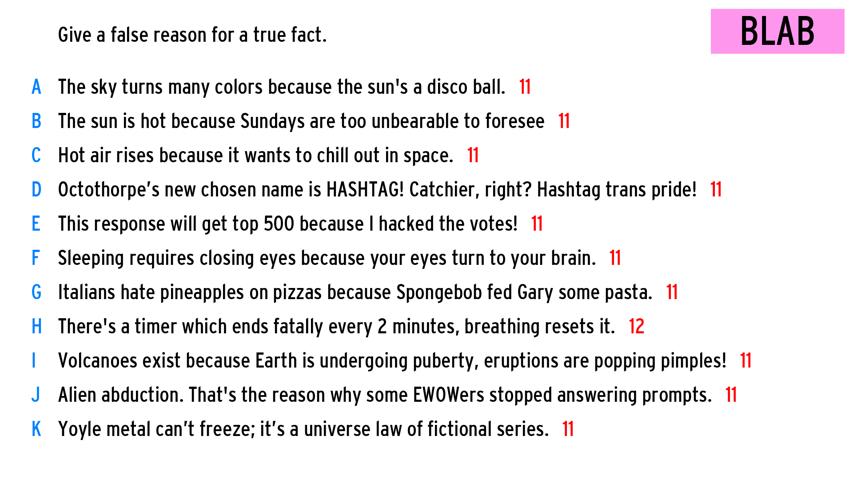 Give a false reason for a true fact.
BLAB
A The sky turns many colors because the sun's a disco ball. 11
B The sun is hot because Sundays are too unbearable to foresee 11
C Hot air rises because it wants to chill out in space. 11
D Octothorpe’s new chosen name is HASHTAG! Catchier, right? Hashtag trans pride! 11
E This response will get top 500 because I hacked the votes! 11
F Sleeping requires closing eyes because your eyes turn to your brain. 11
G Italians hate pineapples on pizzas because Spongebob fed Gary some pasta. 11
H There's a timer which ends fatally every 2 minutes, breathing resets it. 12
I Volcanoes exist because Earth is undergoing puberty, eruptions are popping pimples! 11
J Alien abduction. That's the reason why some EWOWers stopped answering prompts. 11
K Yoyle metal can’t freeze; it’s a universe law of fictional series. 11